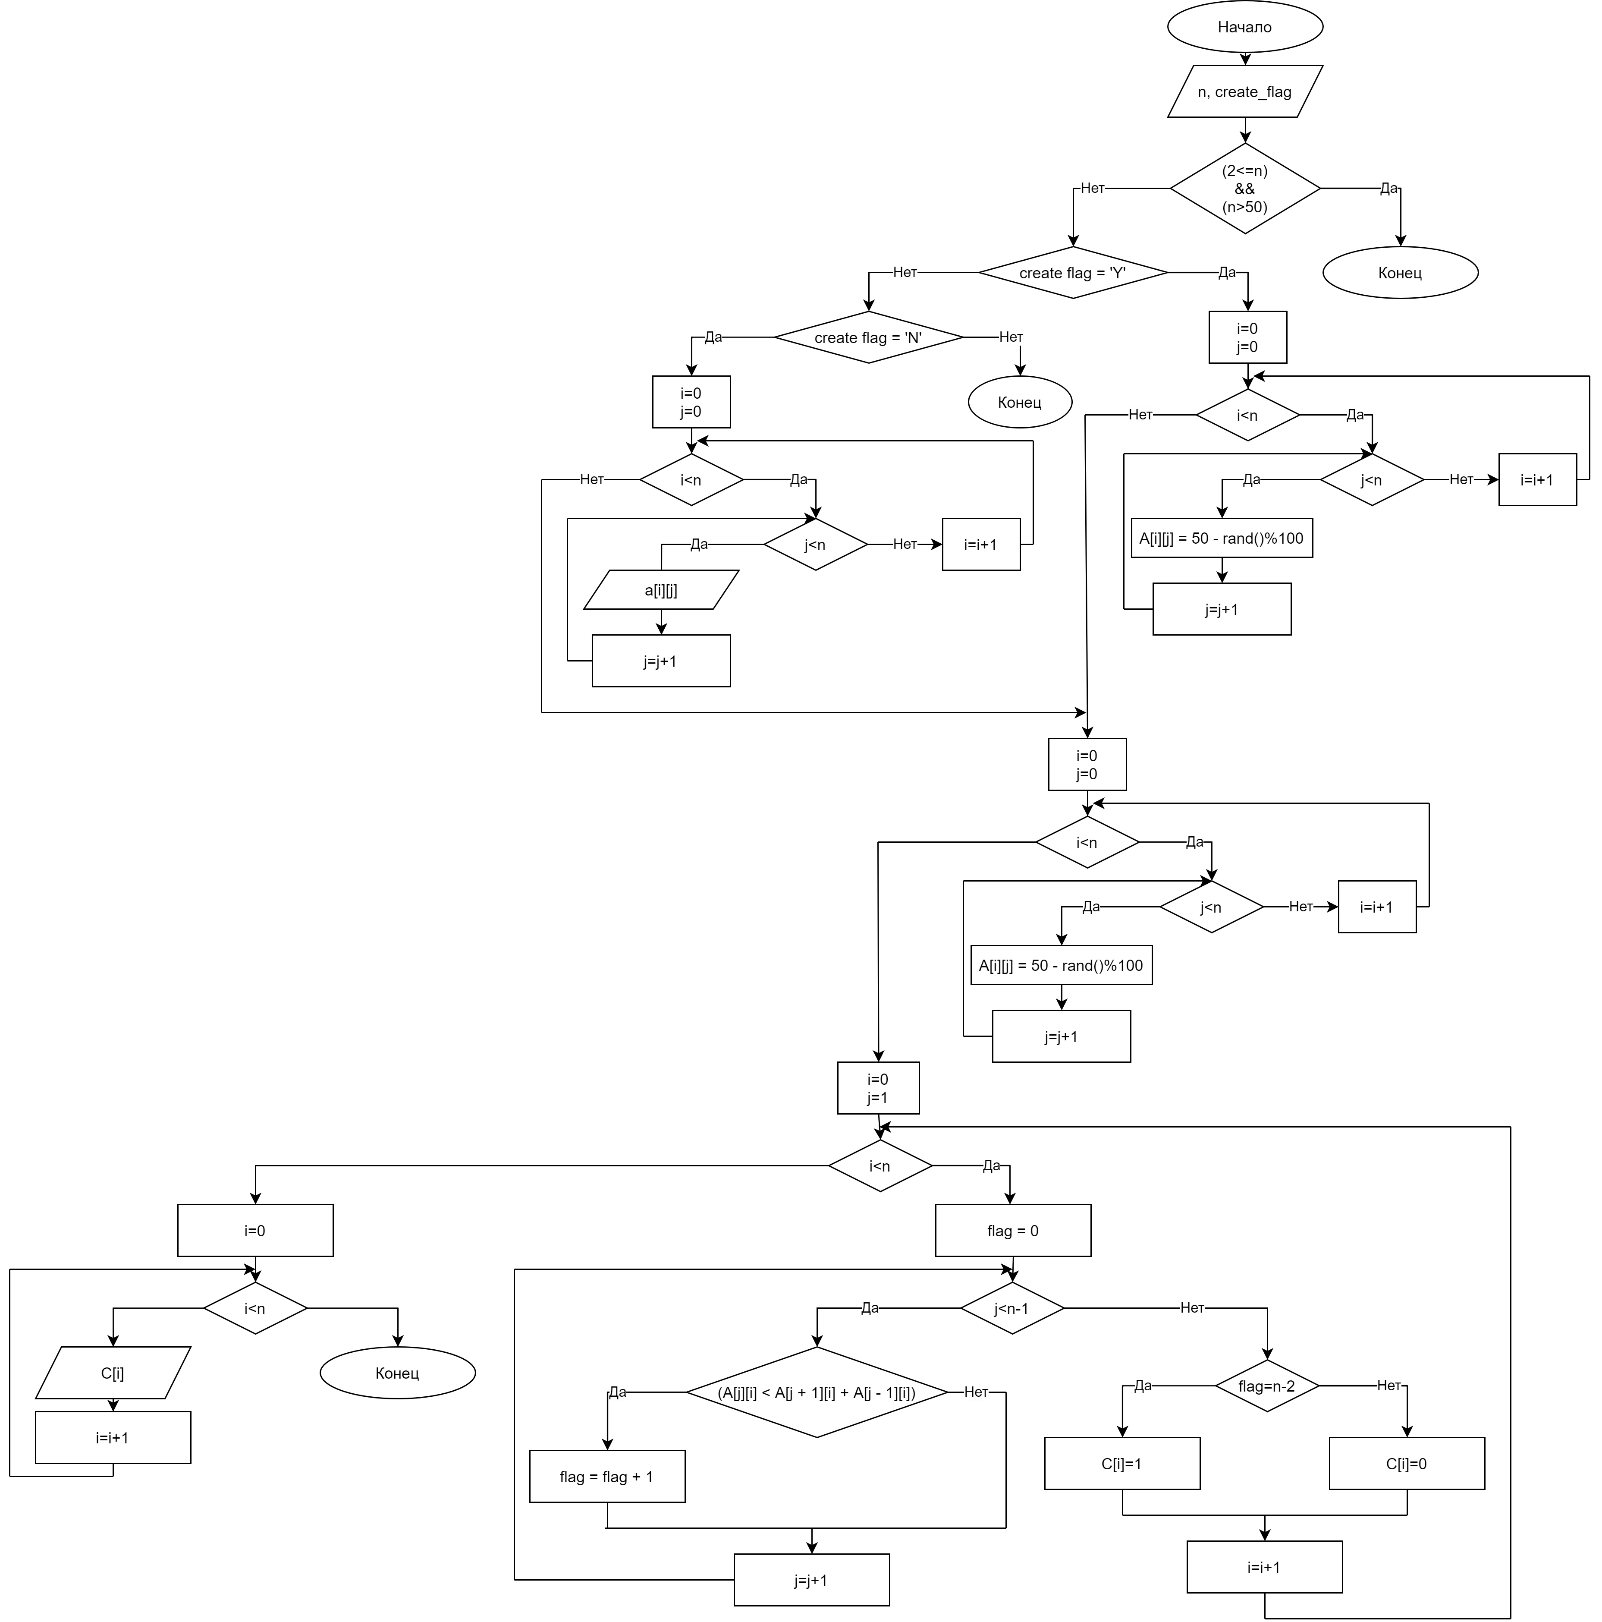 Начало
n, create_flag
(2<=n)
&&
(n>50)
Нет
Да
create flag = 'Y'
Конец
Нет
Да
create flag = 'N'
i=0
j=0
Да
Нет
i=0
j=0
Конец
i<n
Нет
Да
i<n
Нет
Да
j<n
Да
Нет
i=i+1
A[i][j] = 50 - rand()%100
j=j+1
j<n
Да
Нет
i=i+1
a[i][j]
j=j+1
i=0
j=0
i<n
Да
j<n
Да
Нет
i=i+1
A[i][j] = 50 - rand()%100
j=j+1
i=0
j=1
i<n
Да
i=0
flag = 0
i<n
j<n-1
Да
Нет
C[i]
Конец
(A[j][i] < A[j + 1][i] + A[j - 1][i])
Да
Нет
flag=n-2
Да
Нет
i=i+1
flag = flag + 1
C[i]=1
C[i]=0
j=j+1
i=i+1